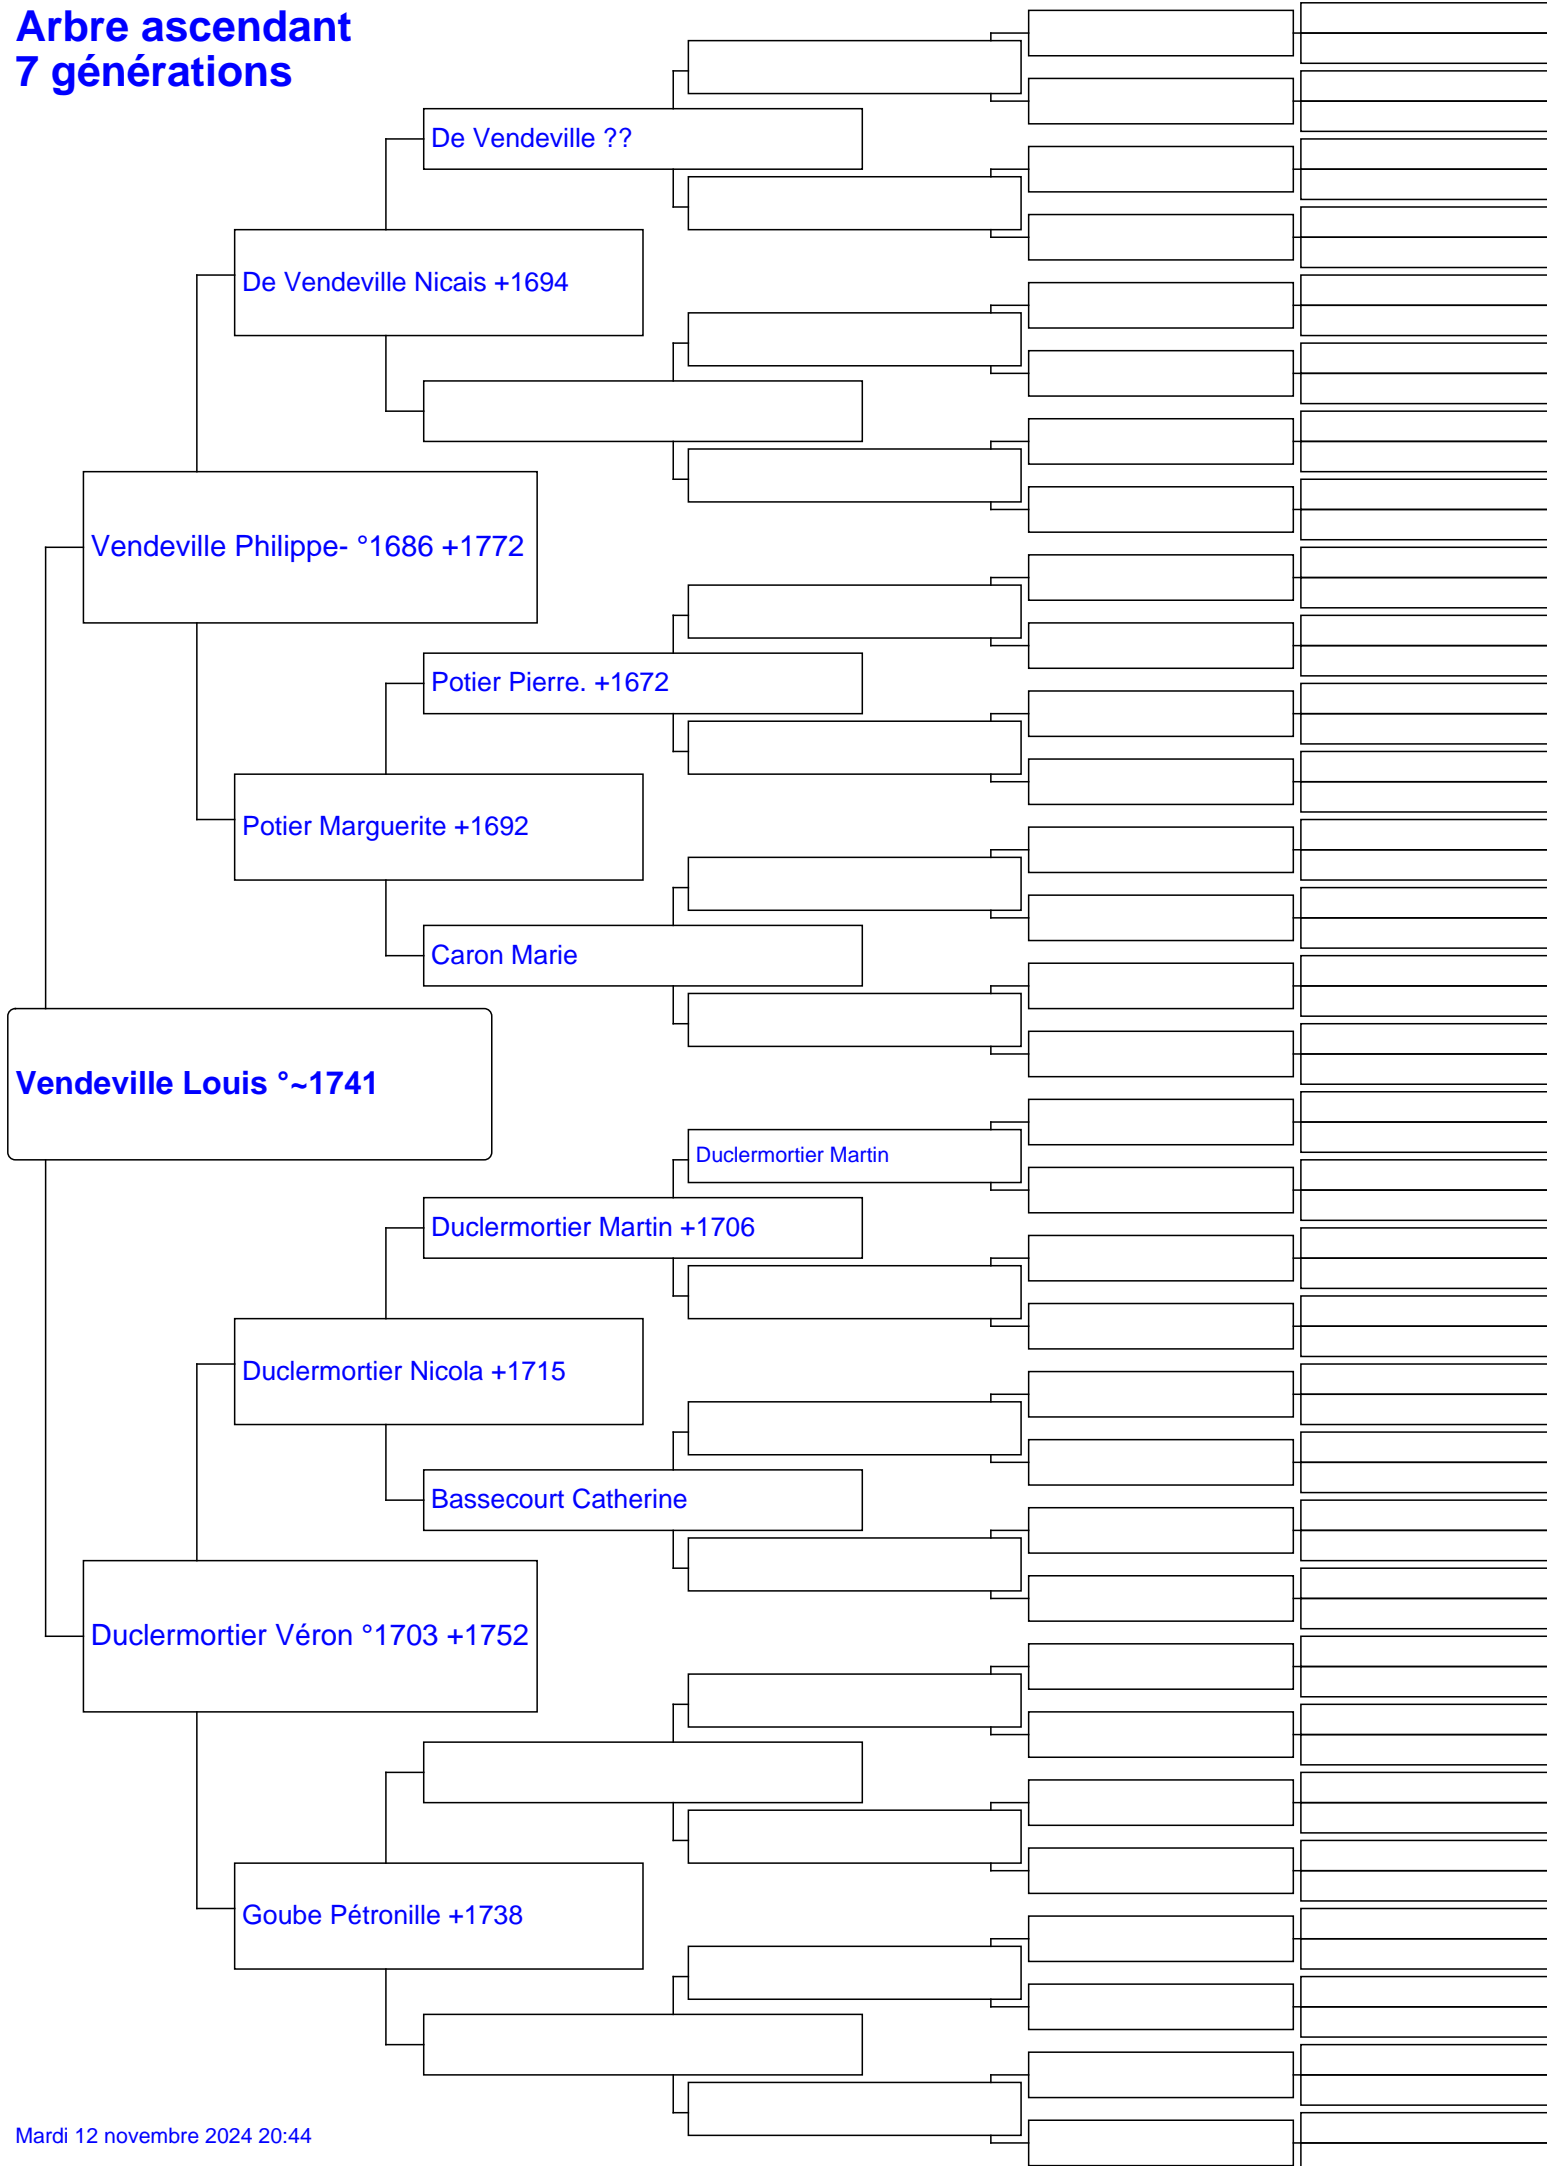 Arbre ascendant
7 générations
De Vendeville ??
De Vendeville Nicais +1694
Vendeville Philippe- °1686 +1772
Potier Pierre. +1672
Potier Marguerite +1692
Caron Marie
Vendeville Louis °~1741
Duclermortier Martin
Duclermortier Martin +1706
Duclermortier Nicola +1715
Bassecourt Catherine
Duclermortier Véron °1703 +1752
Goube Pétronille +1738
Mardi 12 novembre 2024 20:44